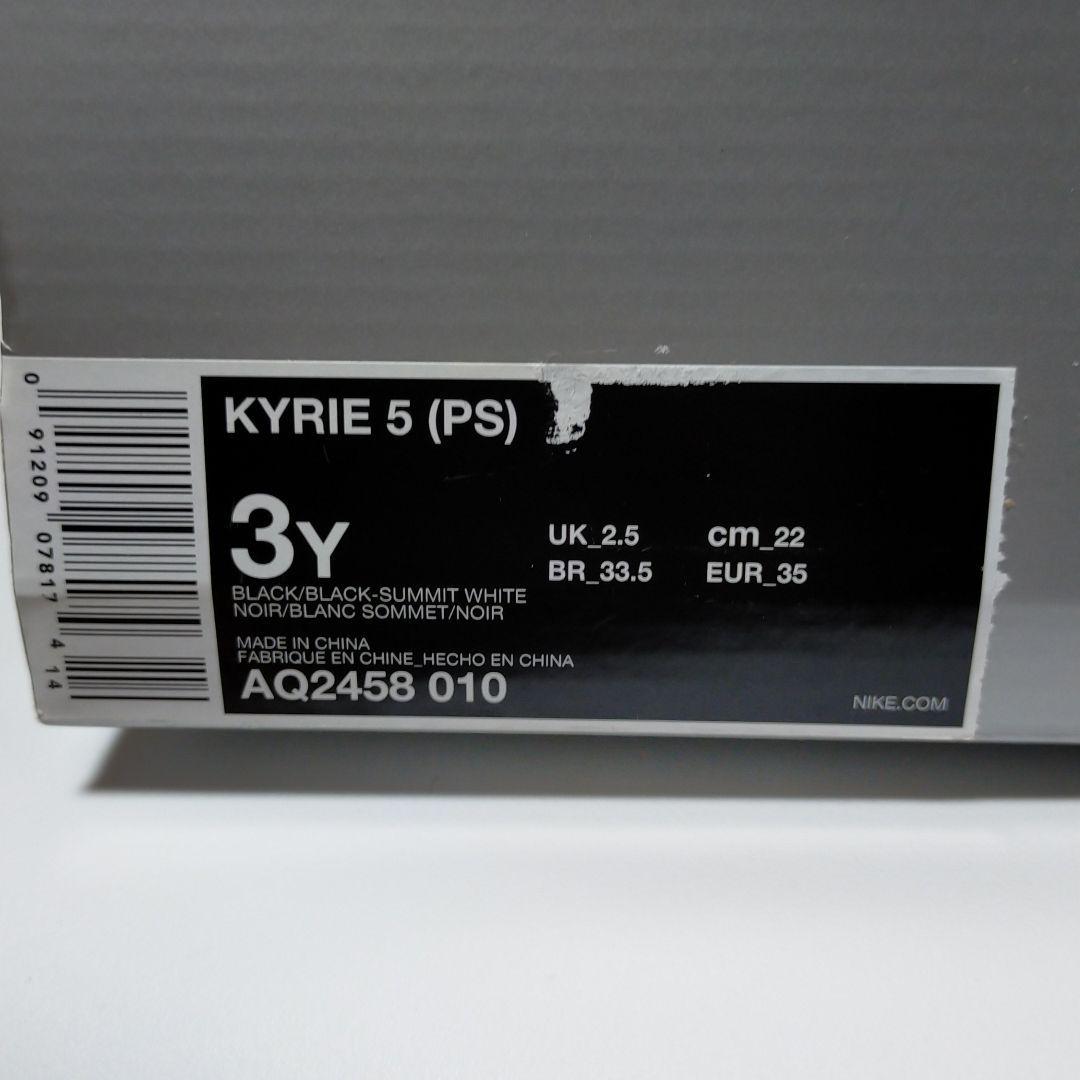 KYRIE 5 (PS)
3Y
UK_2.5 cm_22
BR_33.5 EUR_35
BLACK/BLACK-SUMMIT WHITE
NOIR/BLANC SOMMET/NOIR
MADE IN CHINA
FABRIQUE EN CHINE_HECHO EN CHINA
AQ2458 010
NIKE.COM
0 91209 07817 4 14